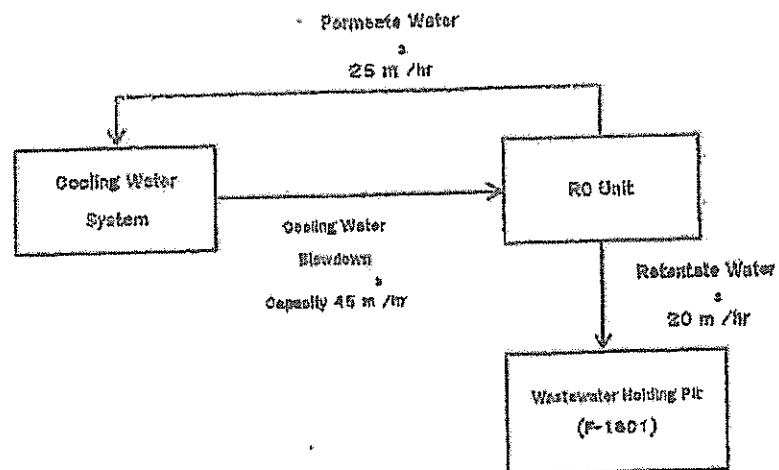 Permeate Water
3
25 m /hr
Cooling Water
System
RO Unit
Cooling Water
Blowdown
3
Capacity 45 m /hr
Retentate Water
3
20 m /hr
Wastewater Holding Pit
(F-1801)